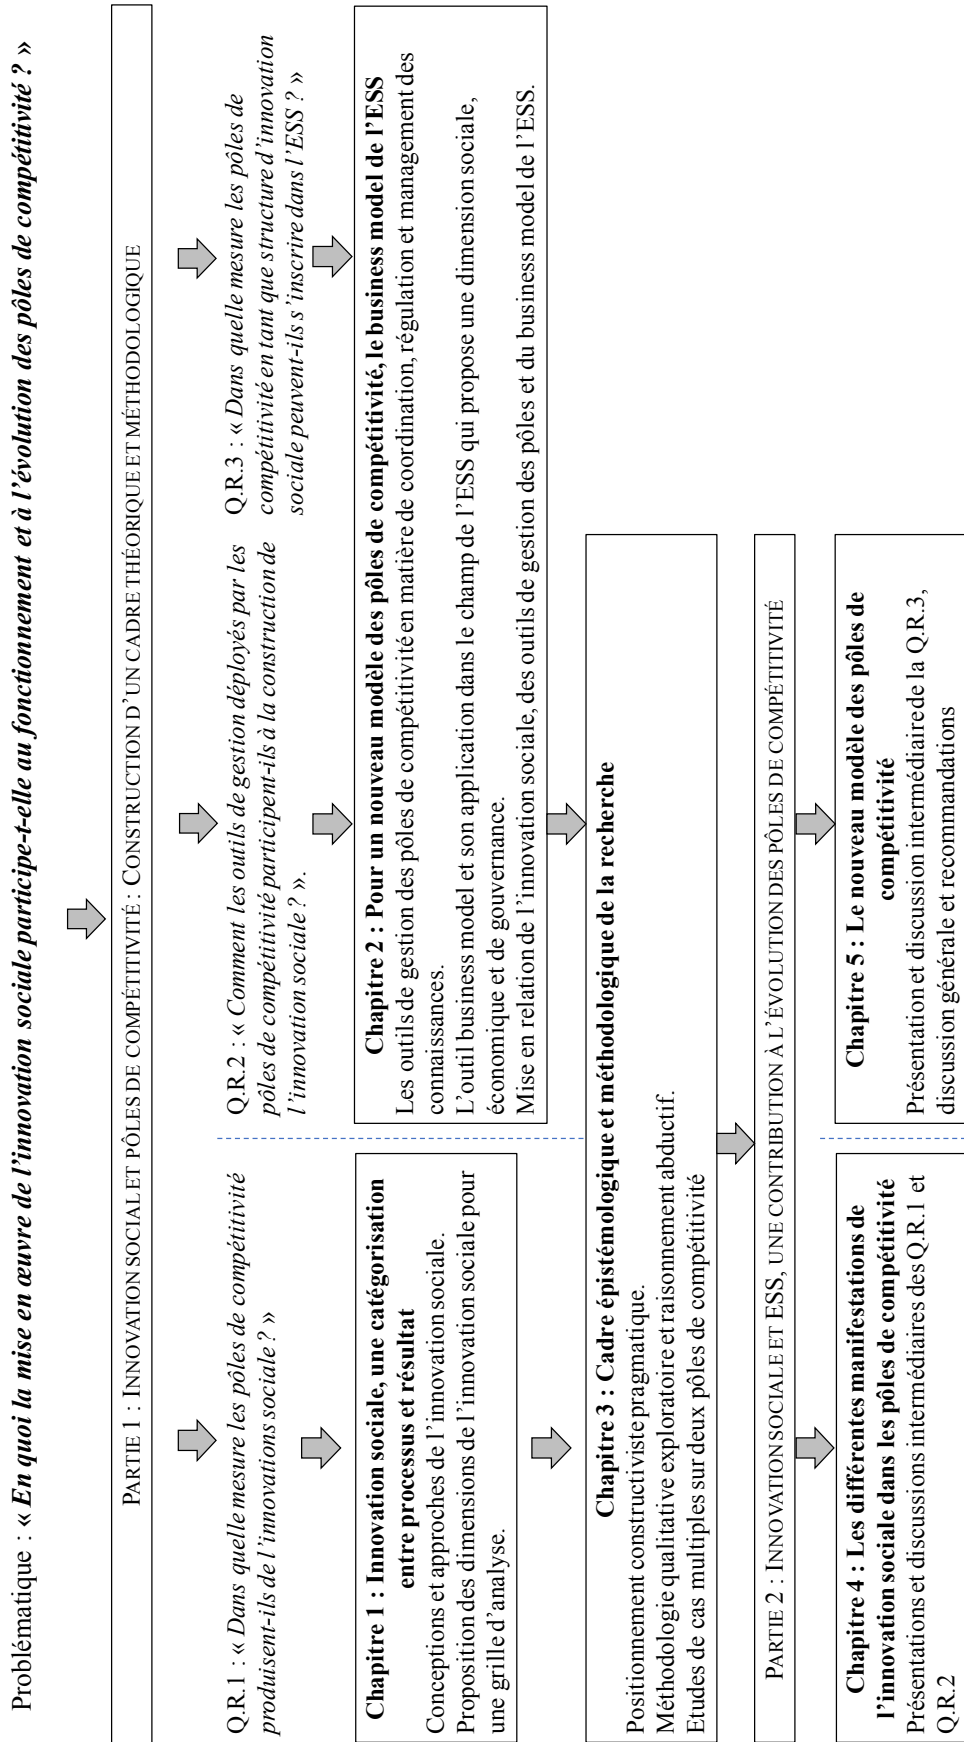 Problématique : « En quoi la mise en œuvre de l’innovation sociale participe-t-elle au fonctionnement et à l’évolution des pôles de compétitivité ? »
PARTIE 1 : INNOVATION SOCIAL ET PÔLES DE COMPÉTITIVITÉ : CONSTRUCTION D’UN CADRE THÉORIQUE ET MÉTHODOLOGIQUE
Q.R.1 : « Dans quelle mesure les pôles de compétitivité
produisent-ils de l’innovations sociale ? »
Q.R.2 : « Comment les outils de gestion déployés par les
pôles de compétitivité participent-ils à la construction de
l’innovation sociale ? ».
Q.R.3 : « Dans quelle mesure les pôles de
compétitivité en tant que structure d’innovation
sociale peuvent-ils s’inscrire dans l’ESS ? »
Chapitre 1 : Innovation sociale, une catégorisation
entre processus et résultat
Conceptions et approches de l’innovation sociale.
Proposition des dimensions de l’innovation sociale pour
une grille d’analyse.
Chapitre 2 : Pour un nouveau modèle des pôles de compétitivité, le business model de l’ESS
Les outils de gestion des pôles de compétitivité en matière de coordination, régulation et management des
connaissances.
L’outil business model et son application dans le champ de l’ESS qui propose une dimension sociale,
économique et de gouvernance.
Mise en relation de l’innovation sociale, des outils de gestion des pôles et du business model de l’ESS.
Chapitre 3 : Cadre épistémologique et méthodologique de la recherche
Positionnement constructiviste pragmatique.
Méthodologie qualitative exploratoire et raisonnement abductif.
Etudes de cas multiples sur deux pôles de compétitivité
PARTIE 2 : INNOVATION SOCIALE ET ESS, UNE CONTRIBUTION À L’ÉVOLUTION DES PÔLES DE COMPÉTITIVITÉ
Chapitre 4 : Les différentes manifestations de
l’innovation sociale dans les pôles de compétitivité
Présentations et discussions intermédiaires des Q.R.1 et
Q.R.2
Chapitre 5 : Le nouveau modèle des pôles de
compétitivité
Présentation et discussion intermédiaire de la Q.R.3,
discussion générale et recommandations